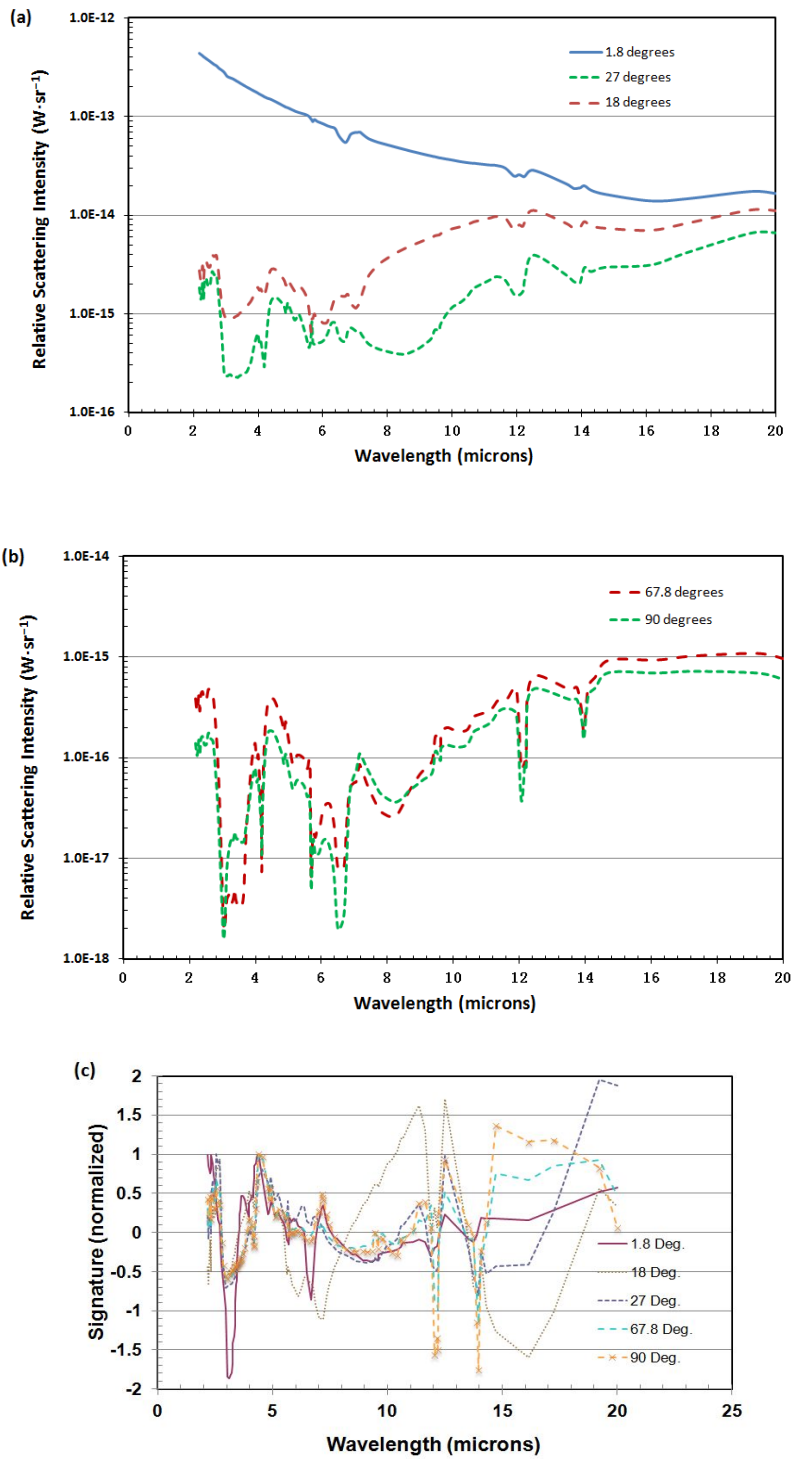 (a)
Relative Scattering Intensity (W·sr⁻¹)
1.0E-12
1.0E-13
1.0E-14
1.0E-15
1.0E-16
1.8 degrees
27 degrees
18 degrees
0 2 4 6 8 10 12 14 16 18 20
Wavelength (microns)
(b)
Relative Scattering Intensity (W·sr⁻¹)
1.0E-14
1.0E-15
1.0E-16
1.0E-17
1.0E-18
67.8 degrees
90 degrees
0 2 4 6 8 10 12 14 16 18 20
Wavelength (microns)
(c)
Signature (normalized)
2
1.5
1
0.5
0
-0.5
-1
-1.5
-2
1.8 Deg.
18 Deg.
27 Deg.
67.8 Deg.
90 Deg.
0 5 10 15 20 25
Wavelength (microns)